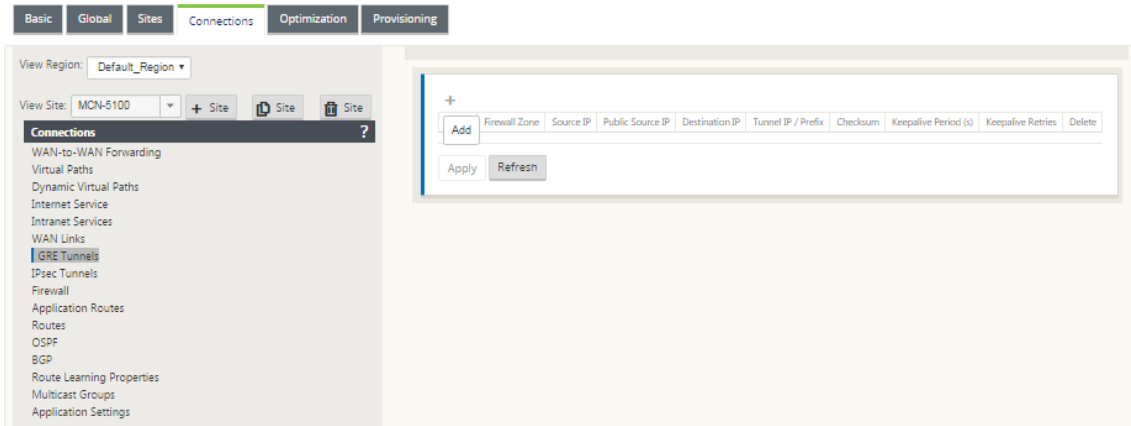 Basic Global Sites Connections Optimization Provisioning
View Region: Default_Region
View Site: MCN-5100 + Site Site Site
Connections ?
WAN-to-WAN Forwarding
Virtual Paths
Dynamic Virtual Paths
Internet Service
Intranet Services
WAN Links
GRE Tunnels
IPsec Tunnels
Firewall
Application Routes
Routes
OSPF
BGP
Route Learning Properties
Multicast Groups
Application Settings
+
Add Firewall Zone Source IP Public Source IP Destination IP Tunnel IP / Prefix Checksum Keepalive Period (s) Keepalive Retries Delete
Apply Refresh